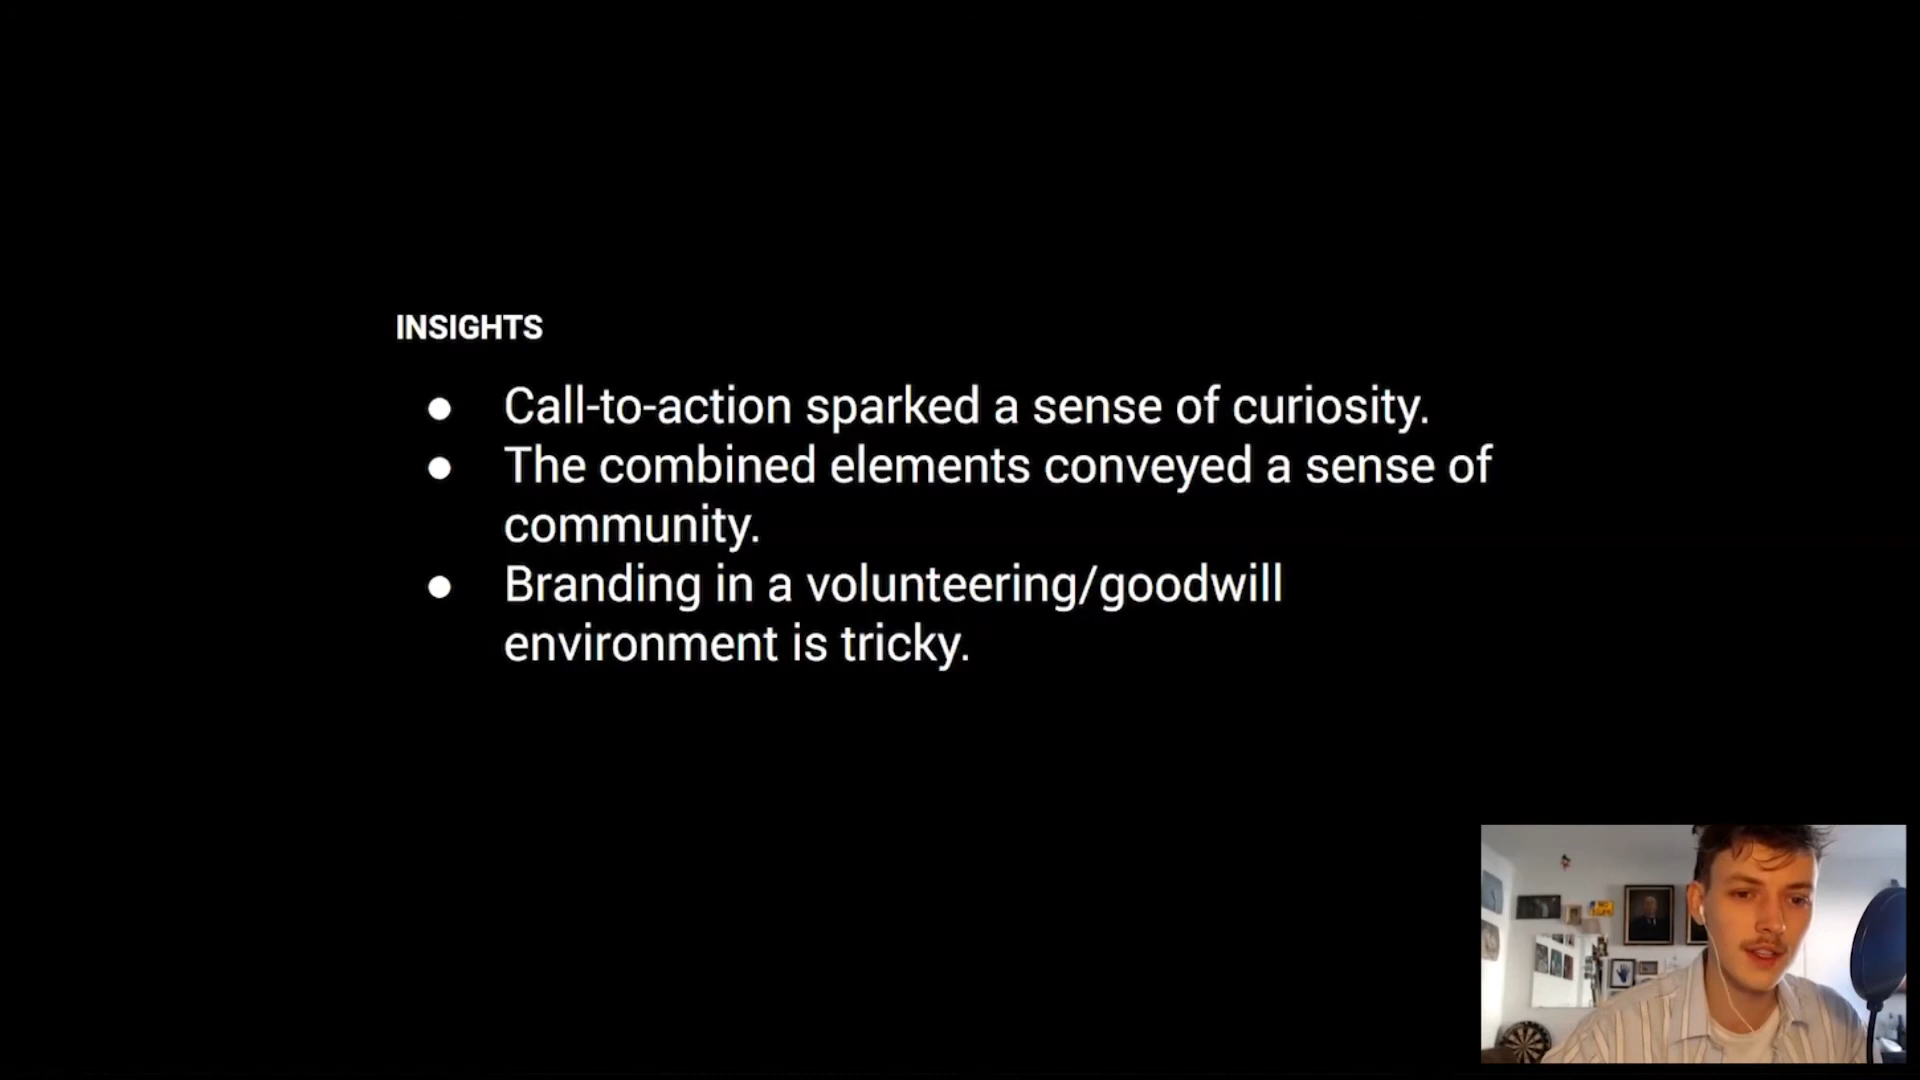 INSIGHTS
● Call-to-action sparked a sense of curiosity.
● The combined elements conveyed a sense of
community.
● Branding in a volunteering/goodwill
environment is tricky.